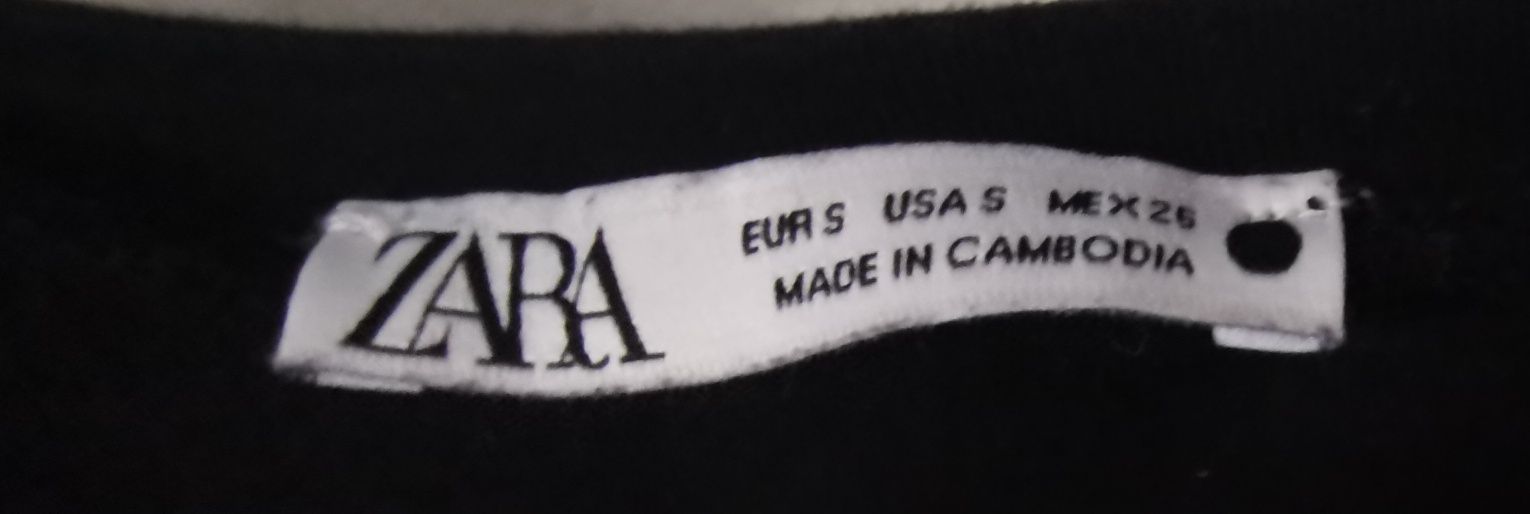 ZARA
EUR S USA S MEX 26
MADE IN CAMBODIA